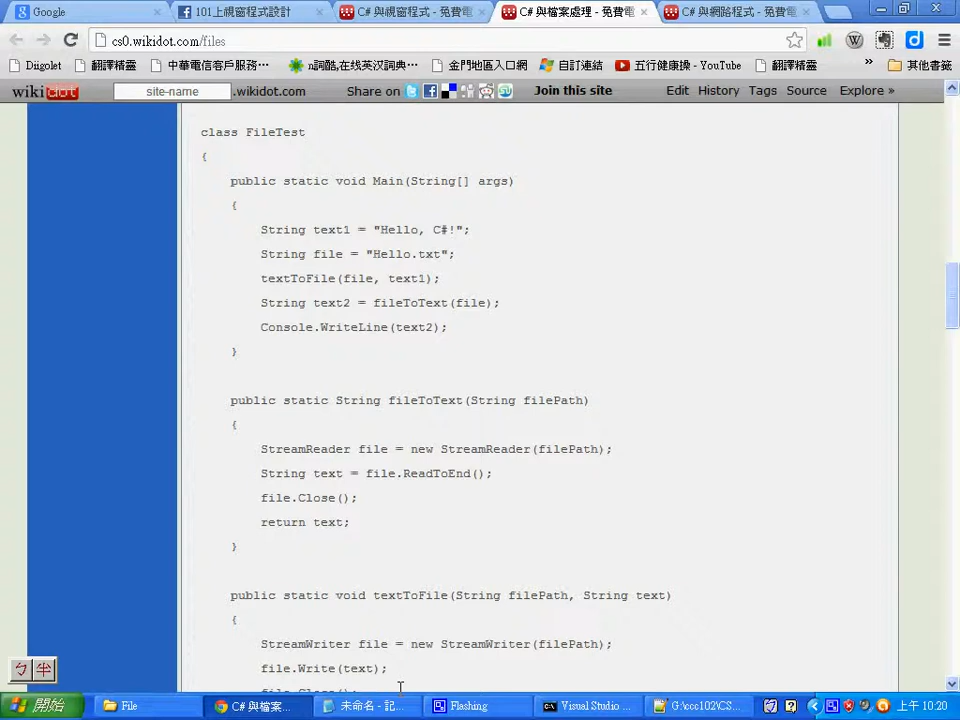 Google
101上視窗程式設計
C# 與視窗程式 - 免費電
C# 與檔案處理 - 免費電
C# 與網路程式 - 免費電
cs0.wikidot.com/files
Diigolet
翻譯精靈
中華電信客戶服務…
n詞酷,在线英汉词典…
金門地區入口網
自訂連結
五行健康操 - YouTube
翻譯精靈
»
其他書籤
wikidot
site-name
.wikidot.com
Share on
Join this site
Edit
History
Tags
Source
Explore »
class FileTest
{
public static void Main(String[] args)
{
String text1 = "Hello, C#!";
String file = "Hello.txt";
textToFile(file, text1);
String text2 = fileToText(file);
Console.WriteLine(text2);
}
public static String fileToText(String filePath)
{
StreamReader file = new StreamReader(filePath);
String text = file.ReadToEnd();
file.Close();
return text;
}
public static void textToFile(String filePath, String text)
{
StreamWriter file = new StreamWriter(filePath);
file.Write(text);
file.Close();
ㄅ 半
開始
File
C# 與檔案…
未命名 - 記…
Flashing
Visual Studio ...
G:\ccc102\CS...
上午 10:20